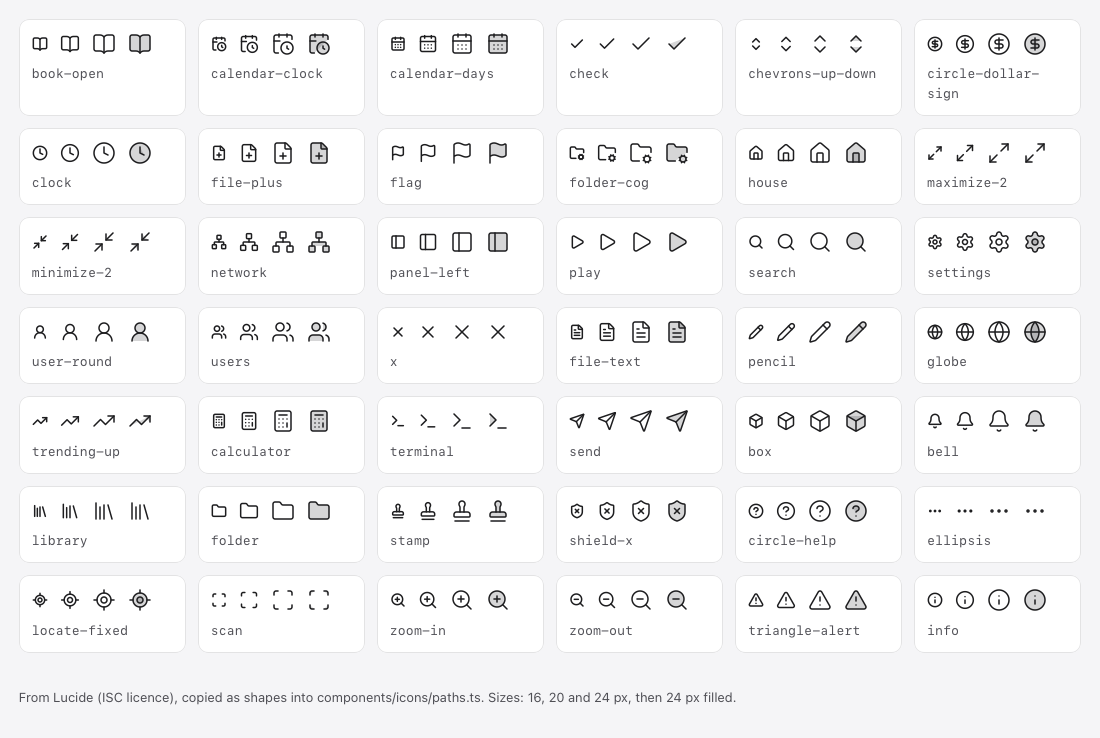 book-open
calendar-clock
calendar-days
check
chevrons-up-down
circle-dollar-
sign
clock
file-plus
flag
folder-cog
house
maximize-2
minimize-2
network
panel-left
play
search
settings
user-round
users
x
file-text
pencil
globe
trending-up
calculator
terminal
send
box
bell
library
folder
stamp
shield-x
circle-help
ellipsis
locate-fixed
scan
zoom-in
zoom-out
triangle-alert
info
From Lucide (ISC licence), copied as shapes into components/icons/paths.ts. Sizes: 16, 20 and 24 px, then 24 px filled.